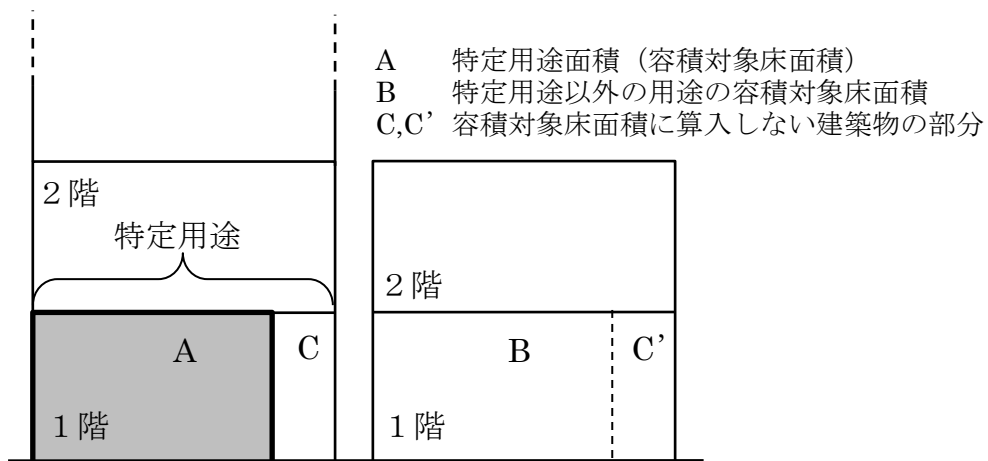 A 特定用途面積（容積対象床面積）
B 特定用途以外の用途の容積対象床面積
C,C’ 容積対象床面積に算入しない建築物の部分
２階
特定用途
A
C
１階
２階
B
C’
１階